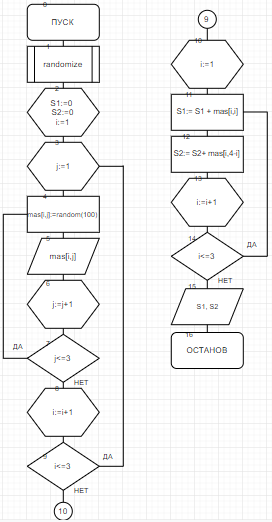 0
ПУСК
1
randomize
2
S1:=0
S2:=0
i:=1
3
j:=1
4
mas[i,j]:=random(100)
5
mas[i,j]
6
j:=j+1
7
j<=3
ДА
НЕТ
8
i:=i+1
9
i<=3
ДА
НЕТ
10
9
10
i:=1
11
S1:= S1 + mas[i,i]
12
S2:= S2+ mas[i,4-i]
13
i:=i+1
14
i<=3
ДА
НЕТ
15
S1, S2
16
ОСТАНОВ